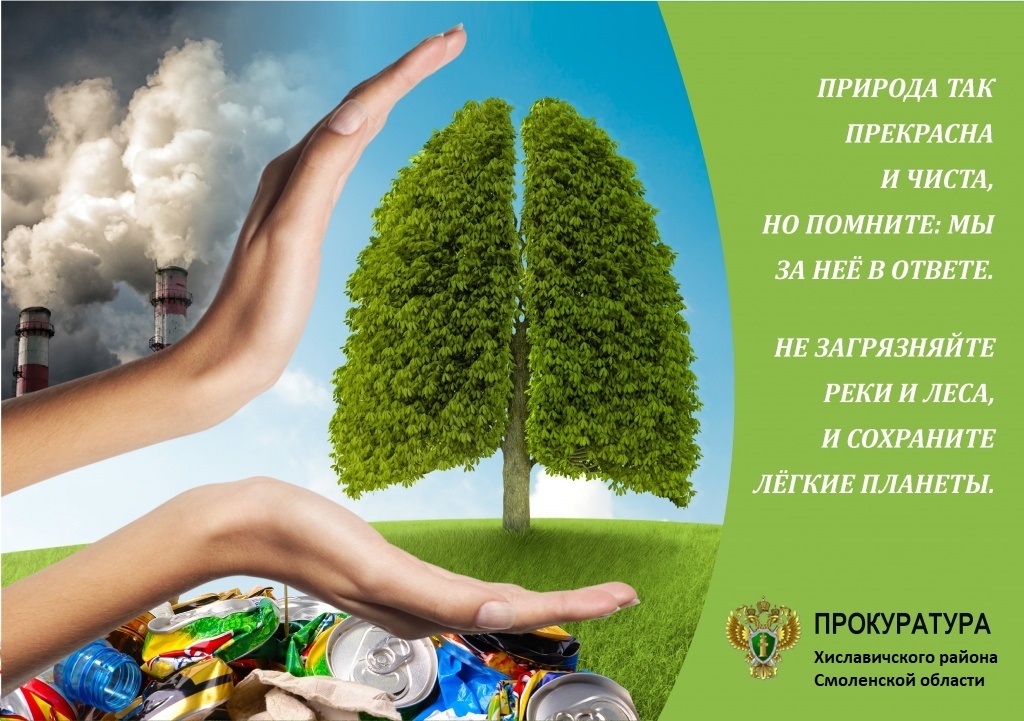 ПРИРОДА ТАК
ПРЕКРАСНА
И ЧИСТА,
НО ПОМНИТЕ: МЫ
ЗА НЕЁ В ОТВЕТЕ.
НЕ ЗАГРЯЗНЯЙТЕ
РЕКИ И ЛЕСА,
И СОХРАНИТЕ
ЛЁГКИЕ ПЛАНЕТЫ.
ПРОКУРАТУРА
Хиславичского района
Смоленской области